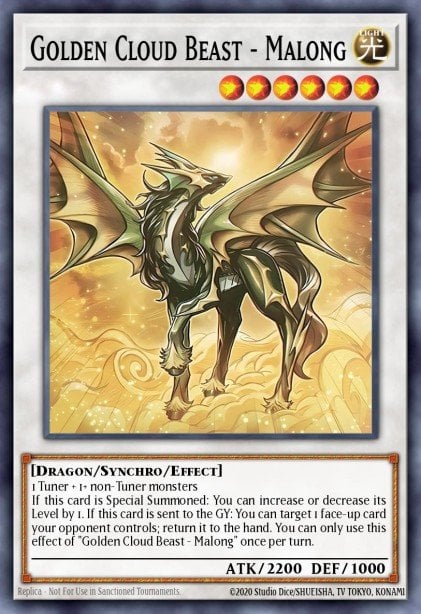 GOLDEN CLOUD BEAST - MALONG
LIGHT
光
[DRAGON/SYNCHRO/EFFECT]
1 Tuner + 1+ non-Tuner monsters
If this card is Special Summoned: You can increase or decrease its
Level by 1. If this card is sent to the GY: You can target 1 face-up card
your opponent controls; return it to the hand. You can only use this
effect of "Golden Cloud Beast - Malong" once per turn.
ATK/2200 DEF/1000
Replica - Not For Use in Sanctioned Tournaments.
©2020 Studio Dice/SHUEISHA, TV TOKYO, KONAMI